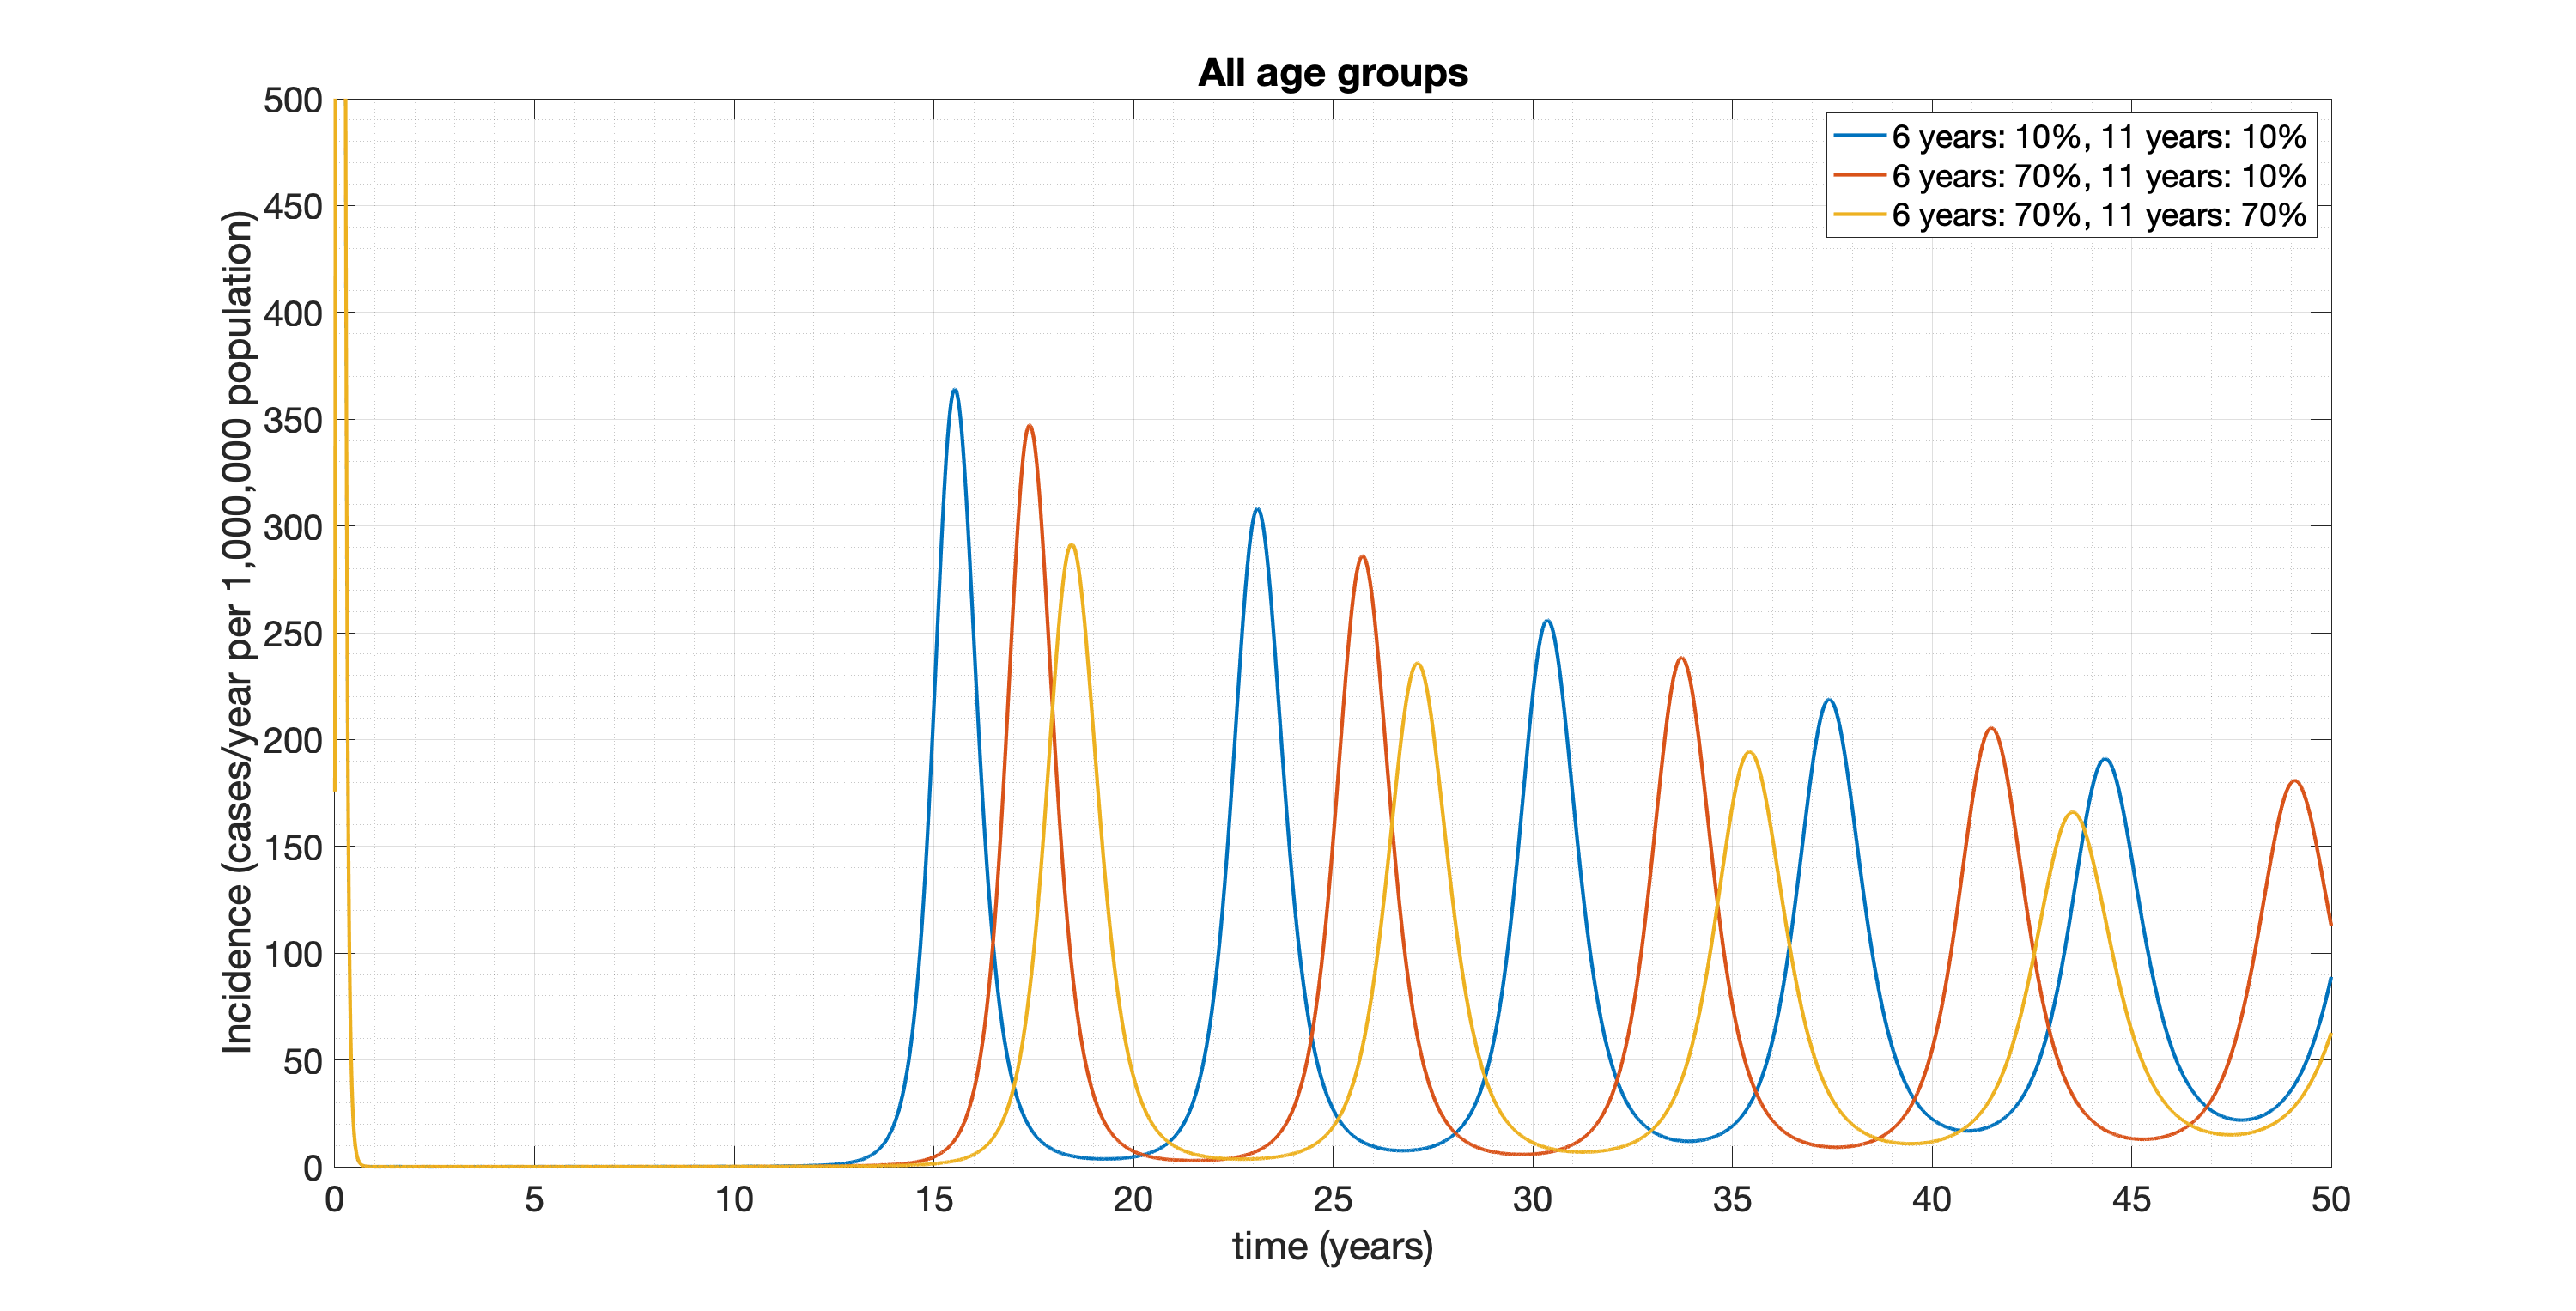 All age groups
500
450
400
350
300
250
200
150
100
50
0
Incidence (cases/year per 1,000,000 population)
6 years: 10%, 11 years: 10%
6 years: 70%, 11 years: 10%
6 years: 70%, 11 years: 70%
0 5 10 15 20 25 30 35 40 45 50
time (years)